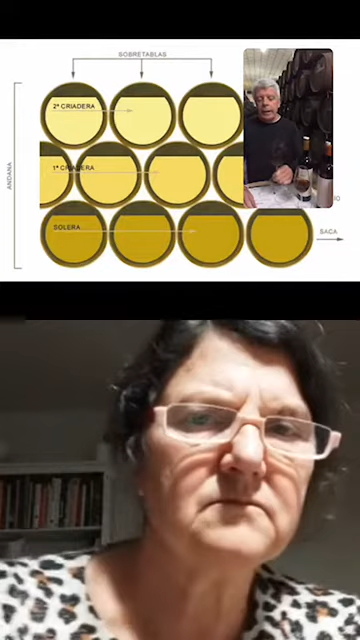 SOBRETABLAS
2ª CRIADERA
1ª CRIADERA
SOLERA
ANDANA
SACA